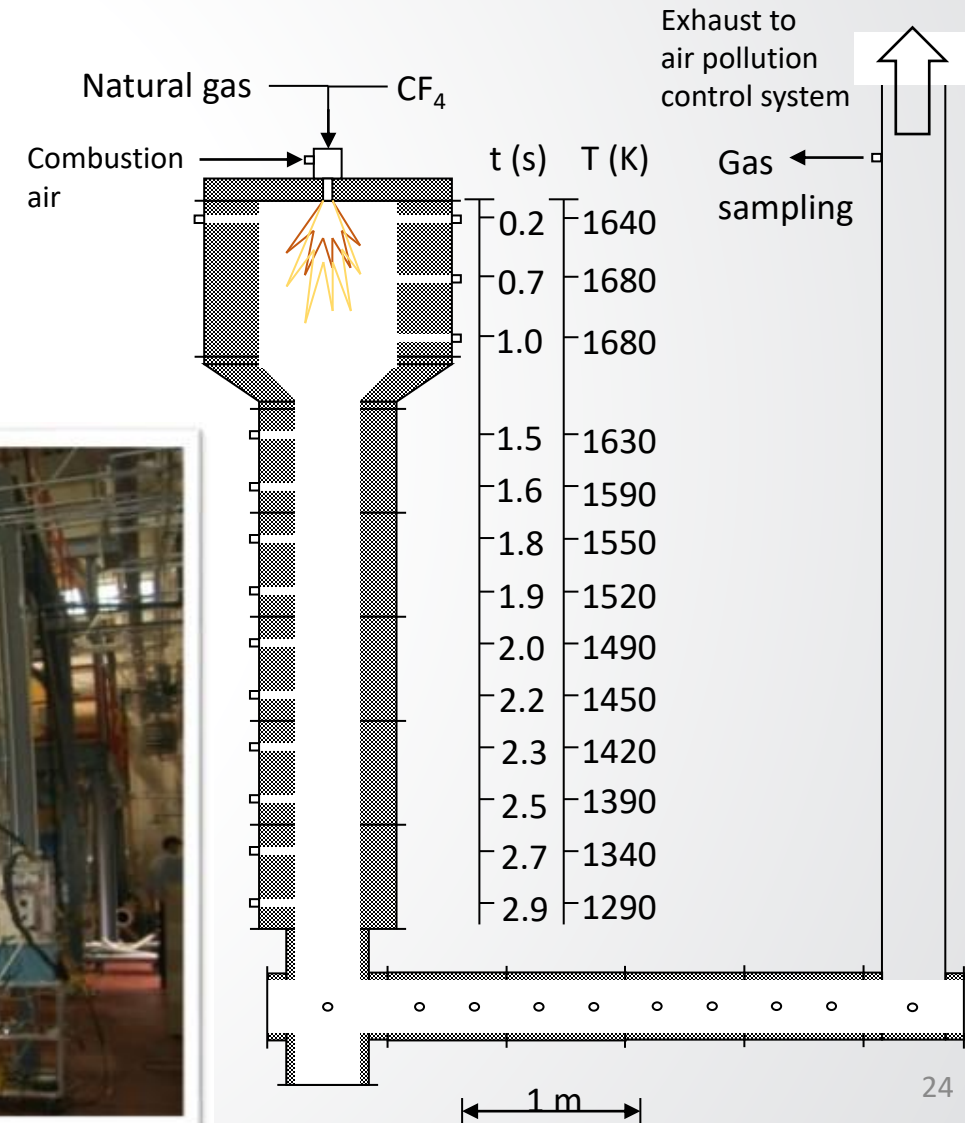 Exhaust to
air pollution
control system
Natural gas
CF₄
Combustion
air
t (s) T (K)
Gas
sampling
0.2 1640
0.7 1680
1.0 1680
1.5 1630
1.6 1590
1.8 1550
1.9 1520
2.0 1490
2.2 1450
2.3 1420
2.5 1390
2.7 1340
2.9 1290
1 m
24